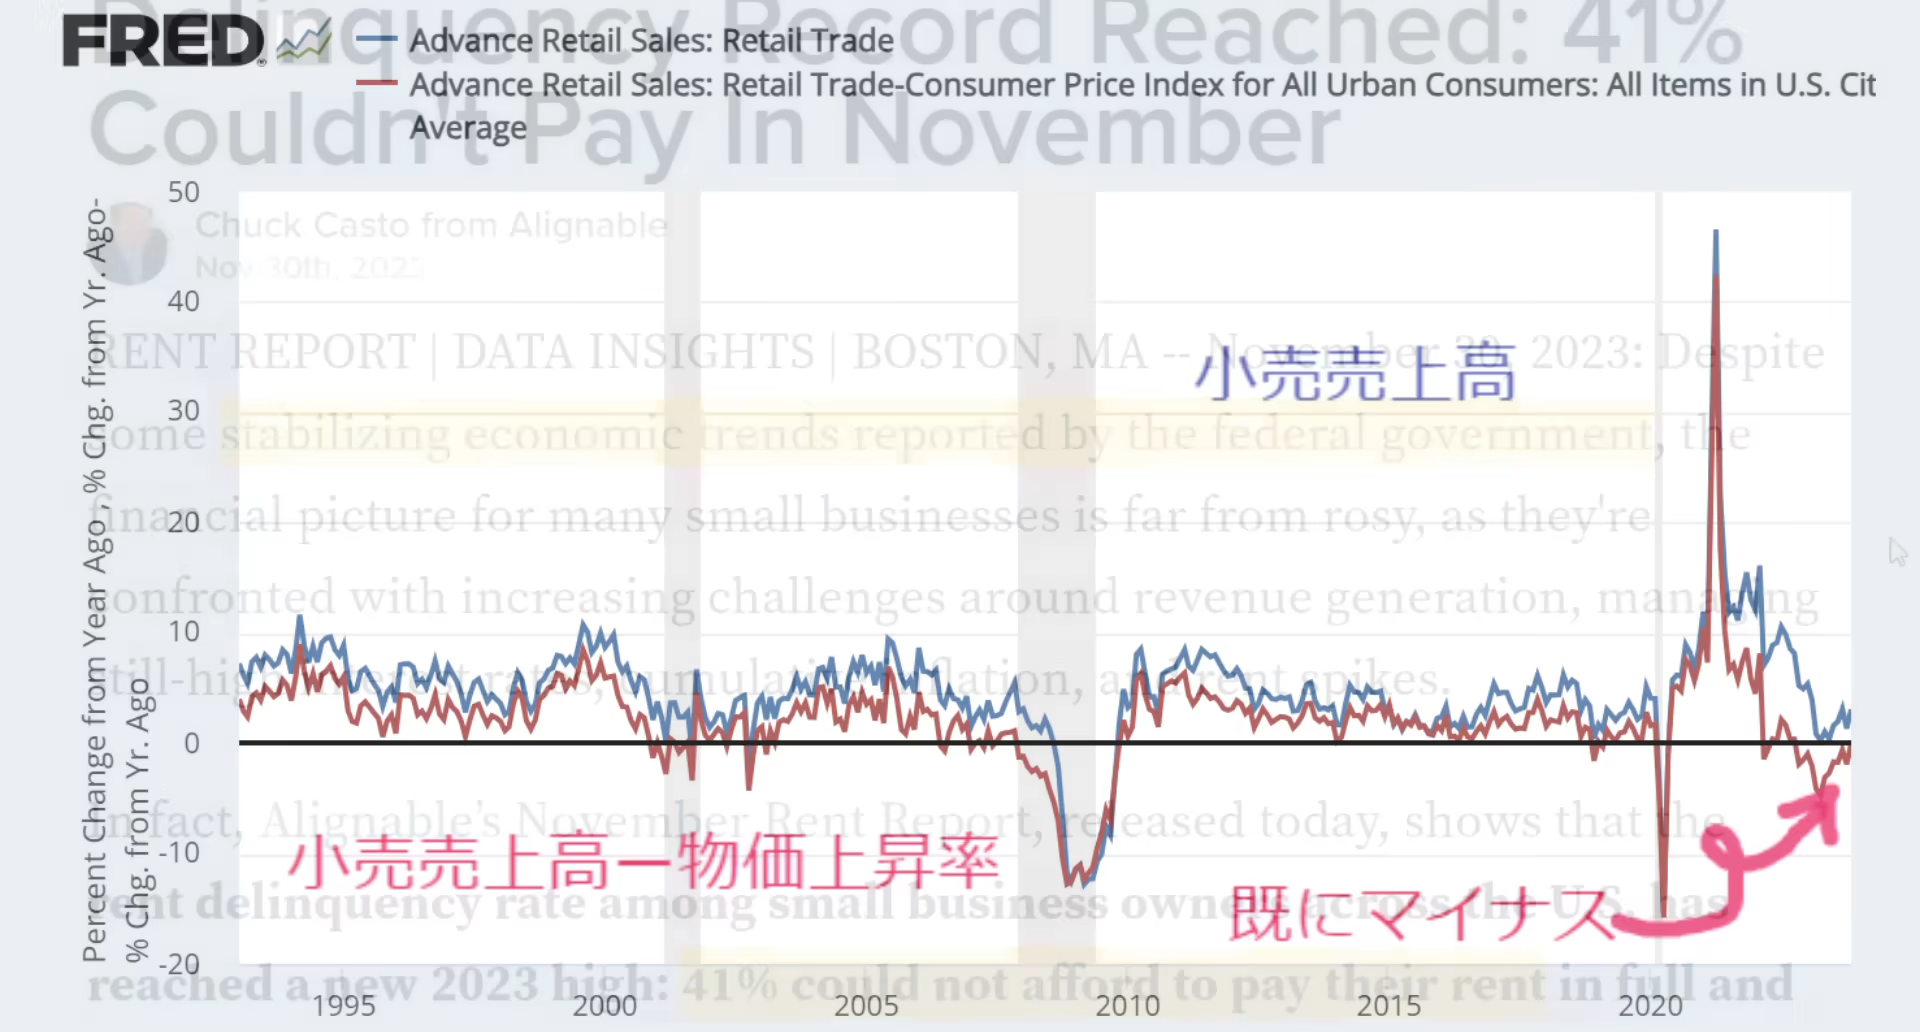 Delinquency Record Reached: 41%
Couldn't Pay In November
FRED
Advance Retail Sales: Retail Trade
Advance Retail Sales: Retail Trade-Consumer Price Index for All Urban Consumers: All Items in U.S. Cit
Average
Chuck Casto from Alignable
Nov 30th, 2023
RENT REPORT | DATA INSIGHTS | BOSTON, MA -- November 30, 2023: Despite
some stabilizing economic trends reported by the federal government, the
financial picture for many small businesses is far from rosy, as they're
confronted with increasing challenges around revenue generation, managing
still-high interest rates, cumulative inflation, and rent spikes.
In fact, Alignable's November Rent Report, released today, shows that the
rent delinquency rate among small business owners across the U.S. has
reached a new 2023 high: 41% could not afford to pay their rent in full and
Percent Change from Year Ago , % Chg. from Yr. Ago-
% Chg. from Yr. Ago
50
40
30
20
10
0
-10
-20
小売売上高
小売売上高ー物価上昇率
既にマイナス
1995
2000
2005
2010
2015
2020